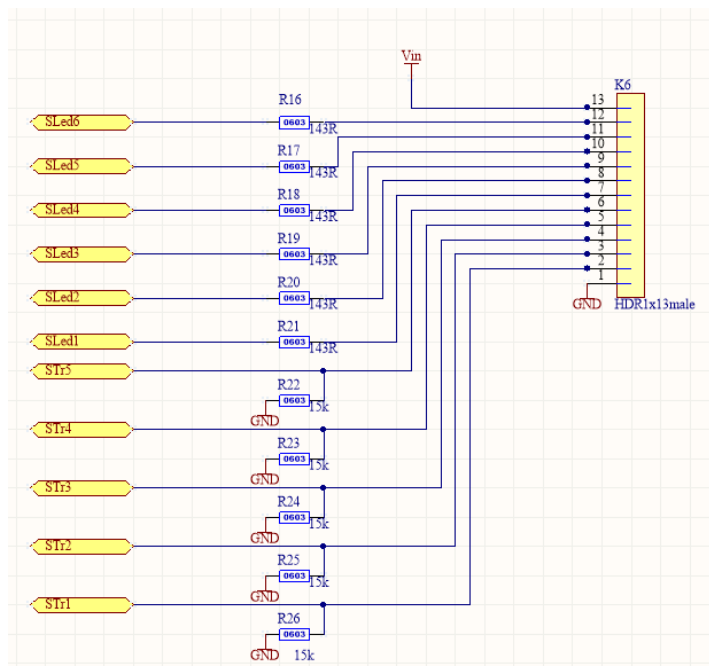 Vin
K6
R16
SLed6
0603
143R
13
12
11
10
9
8
7
6
5
4
3
2
1
R17
SLed5
0603
143R
R18
SLed4
0603
143R
R19
SLed3
0603
143R
R20
SLed2
0603
143R
GND
HDR1x13male
R21
SLed1
0603
143R
STr5
R22
0603
15k
GND
STr4
R23
0603
15k
GND
STr3
R24
0603
15k
GND
STr2
R25
0603
15k
GND
STr1
R26
0603
GND
15k